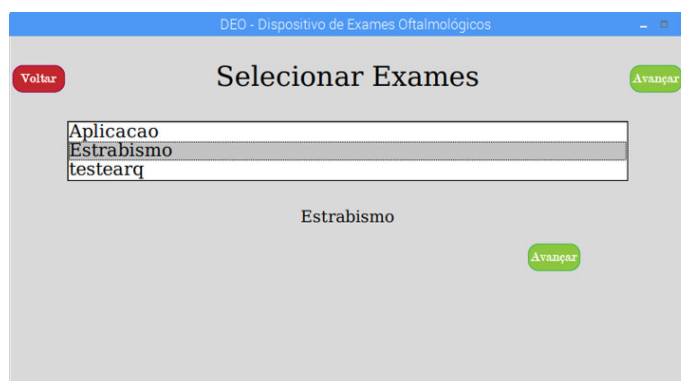 DEO - Dispositivo de Exames Oftalmológicos
Voltar
Selecionar Exames
Avançar
Aplicacao
Estrabismo
testearq
Estrabismo
Avançar